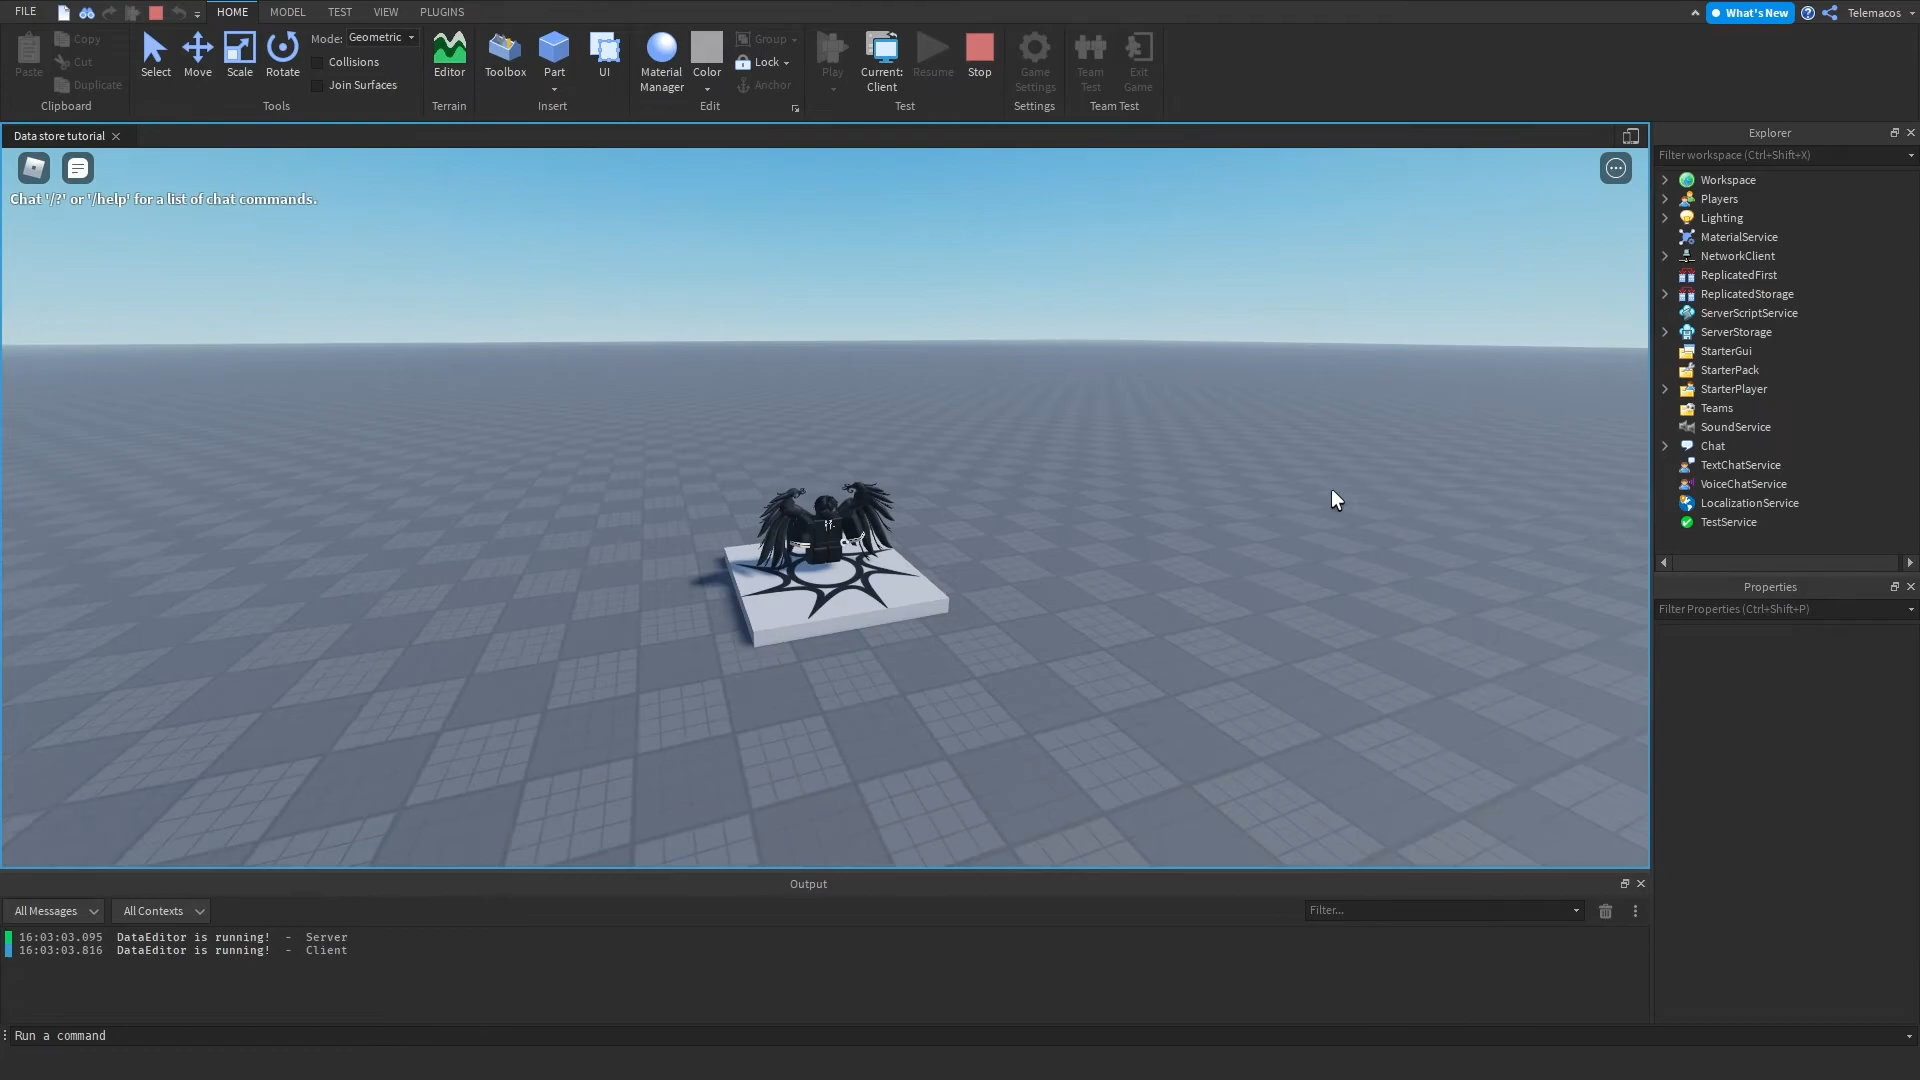 FILE HOME MODEL TEST VIEW PLUGINS What's New Telemacos
Paste Copy Cut Duplicate Clipboard
Select Move Scale Rotate Mode: Geometric Collisions Join Surfaces Tools
Editor Terrain
Toolbox Part UI Insert
Material Manager Color Group Lock Anchor Edit
Play Current: Client Resume Stop Test
Game Settings Settings
Team Test Exit Game Team Test
Data store tutorial
Chat '/?' or '/help' for a list of chat commands.
Explorer
Filter workspace (Ctrl+Shift+X)
Workspace
Players
Lighting
MaterialService
NetworkClient
ReplicatedFirst
ReplicatedStorage
ServerScriptService
ServerStorage
StarterGui
StarterPack
StarterPlayer
Teams
SoundService
Chat
TextChatService
VoiceChatService
LocalizationService
TestService
Properties
Filter Properties (Ctrl+Shift+P)
Output
All Messages All Contexts Filter...
16:03:03.095 DataEditor is running! - Server
16:03:03.816 DataEditor is running! - Client
Run a command